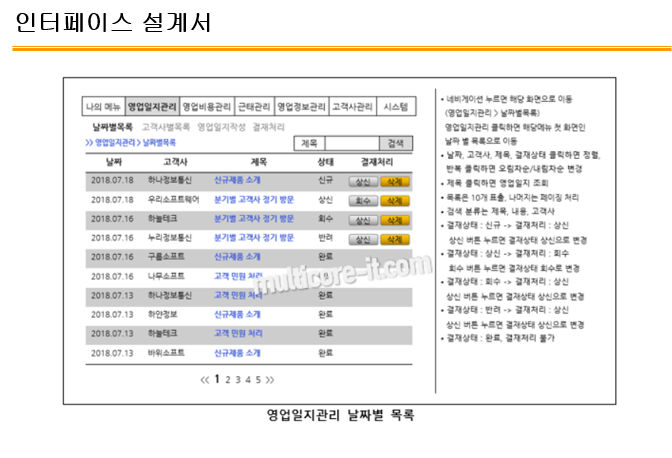 인터페이스 설계서
나의 메뉴 영업일지관리 영업비용관리 근태관리 영업정보관리 고객사관리 시스템
날짜별목록 고객사별목록 영업일지작성 결재처리
>> 영업일지관리 > 날짜별목록 제목 검색
날짜 고객사 제목 상태 결재처리
2018.07.18 하나정보통신 신규제품 소개 신규 상신 삭제
2018.07.18 우리소프트웨어 분기별 고객사 정기 방문 상신 회수 삭제
2018.07.16 하늘테크 분기별 고객사 정기 방문 회수 상신 삭제
2018.07.16 누리정보통신 분기별 고객사 정기 방문 반려 상신 삭제
2018.07.16 구름소프트 신규제품 소개 완료
2018.07.16 나무소프트 고객 민원 처리
2018.07.13 하나정보통신 고객 민원 처리 완료
2018.07.13 하얀정보 신규제품 소개 완료
2018.07.13 하늘테크 고객 민원 처리 완료
2018.07.13 바위소프트 신규제품 소개 완료
<< 1 2 3 4 5 >>
multicore-it.com
• 네비게이션 누르면 해당 화면으로 이동
(영업일지관리 > 날짜별목록)
영업일지관리 클릭하면 해당메뉴 첫 화면인
날짜 별 목록으로 이동
• 날짜, 고객사, 제목, 결재상태 클릭하면 정렬,
반복 클릭하면 오림차순/내림차순 변경
• 제목 클릭하면 영업일지 조회
• 목록은 10개 표출, 나머지는 페이징 처리
• 검색 분류는 제목, 내용, 고객사
• 결재상태 : 신규 -> 결재처리 : 상신
상신 버튼 누르면 결재상태 상신으로 변경
• 결재상태 : 상신 -> 결재처리 : 회수
회수 버튼 누르면 결재상태 회수로 변경
• 결재상태 : 회수 -> 결재처리 : 상신
상신 버튼 누르면 결재상태 상신으로 변경
• 결재상태 : 반려 -> 결재처리 : 상신
상신 버튼 누르면 결재상태 상신으로 변경
• 결재상태 : 완료, 결재처리 불가
영업일지관리 날짜별 목록